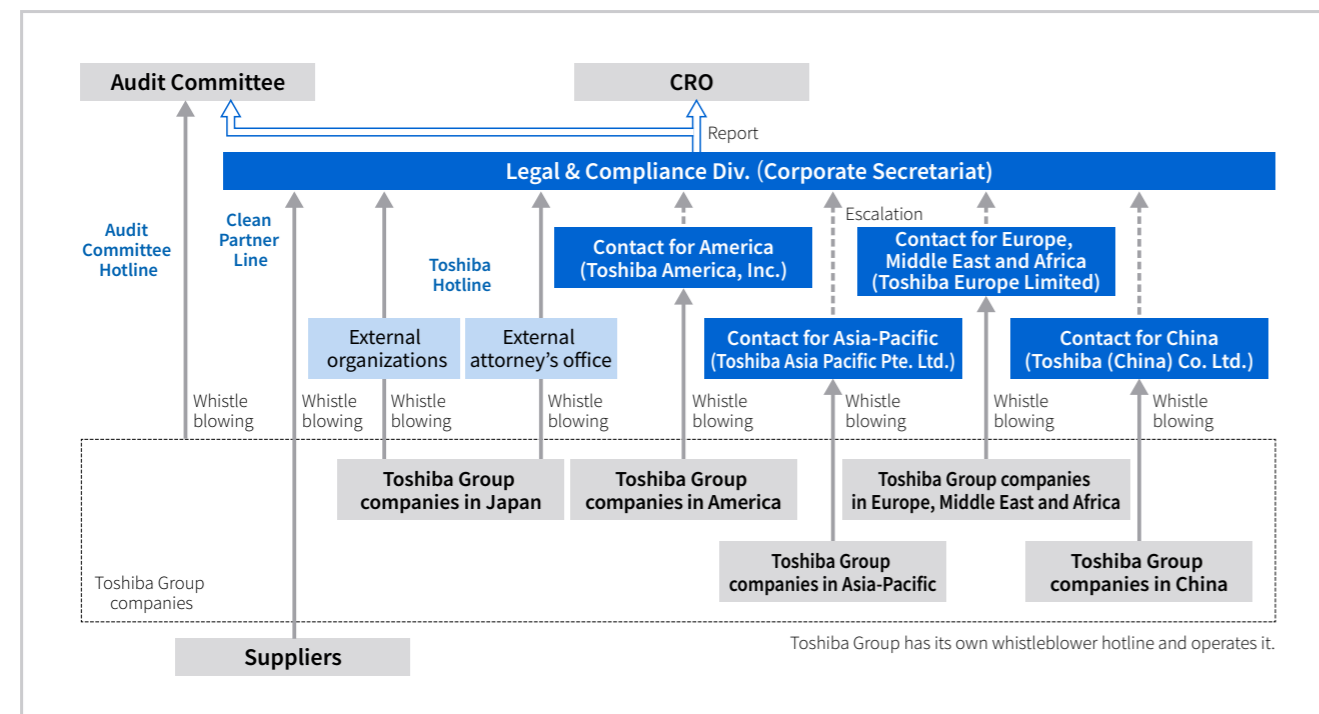 Audit Committee
CRO
Report
Legal & Compliance Div. (Corporate Secretariat)
Audit
Committee
Hotline
Clean
Partner
Line
Toshiba
Hotline
Escalation
Contact for America
(Toshiba America, Inc.)
Contact for Europe,
Middle East and Africa
(Toshiba Europe Limited)
External
organizations
External
attorney's office
Contact for Asia-Pacific
(Toshiba Asia Pacific Pte. Ltd.)
Contact for China
(Toshiba (China) Co. Ltd.)
Whistle
blowing
Whistle
blowing
Whistle
blowing
Whistle
blowing
Whistle
blowing
Whistle
blowing
Whistle
blowing
Whistle
blowing
Toshiba Group
companies in Japan
Toshiba Group
companies in America
Toshiba Group companies
in Europe, Middle East and Africa
Toshiba Group
companies in Asia-Pacific
Toshiba Group
companies in China
Toshiba Group
companies
Suppliers
Toshiba Group has its own whistleblower hotline and operates it.